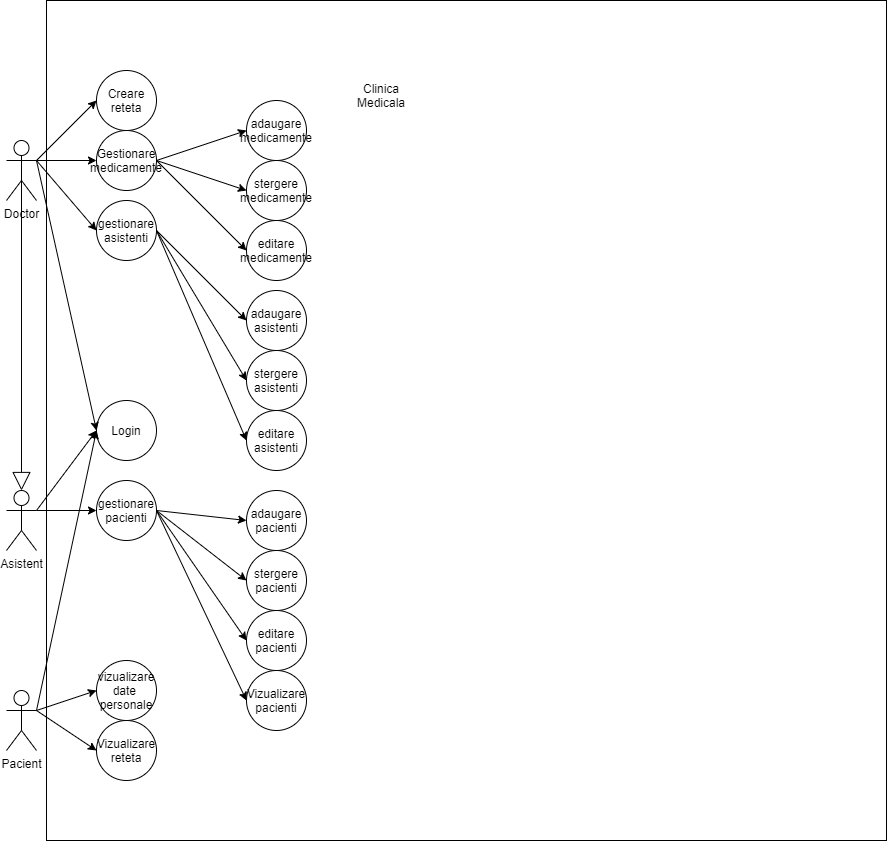 Clinica
Medicala
Creare
reteta
Gestionare
medicamente
gestionare
asistenti
adaugare
medicamente
stergere
medicamente
editare
medicamente
adaugare
asistenti
stergere
asistenti
editare
asistenti
Doctor
Login
gestionare
pacienti
adaugare
pacienti
stergere
pacienti
editare
pacienti
Vizualizare
pacienti
Asistent
vizualizare
date
personale
Vizualizare
reteta
Pacient